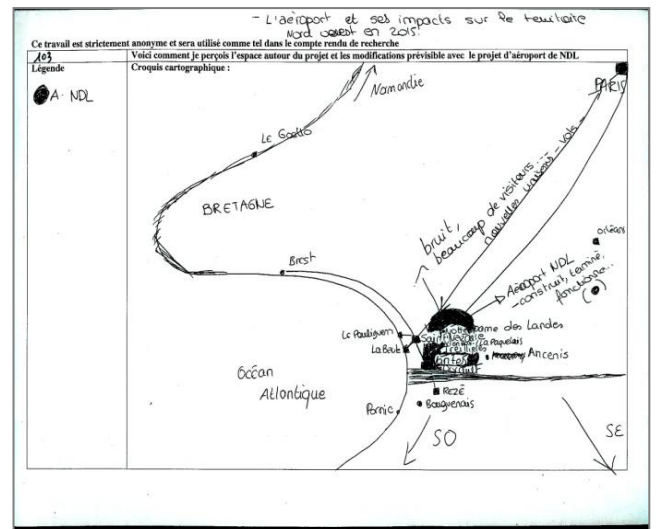 - L'aéroport et ses impacts sur le territoire
Nord ouest en 2015!
Ce travail est strictement anonyme et sera utilisé comme tel dans le compte rendu de recherche
103
Voici comment je perçois l'espace autour du projet et les modifications prévisible avec le projet d'aéroport de NDL
Légende
Croquis cartographique :
A. NDL
Normandie
PARIS
BRETAGNE
bruit,
beaucoup de visiteurs...
nouvelles
vols
Orléans
Brest
Aéroport NDL
- construit, terminé,
fonctionne...
Notre Dame des Landes
Le Pouliguen
La Paquelais
Treillières
Ancenis
Océan
Atlantique
REZÉ
Pornic
Bouguenais
SO
SE